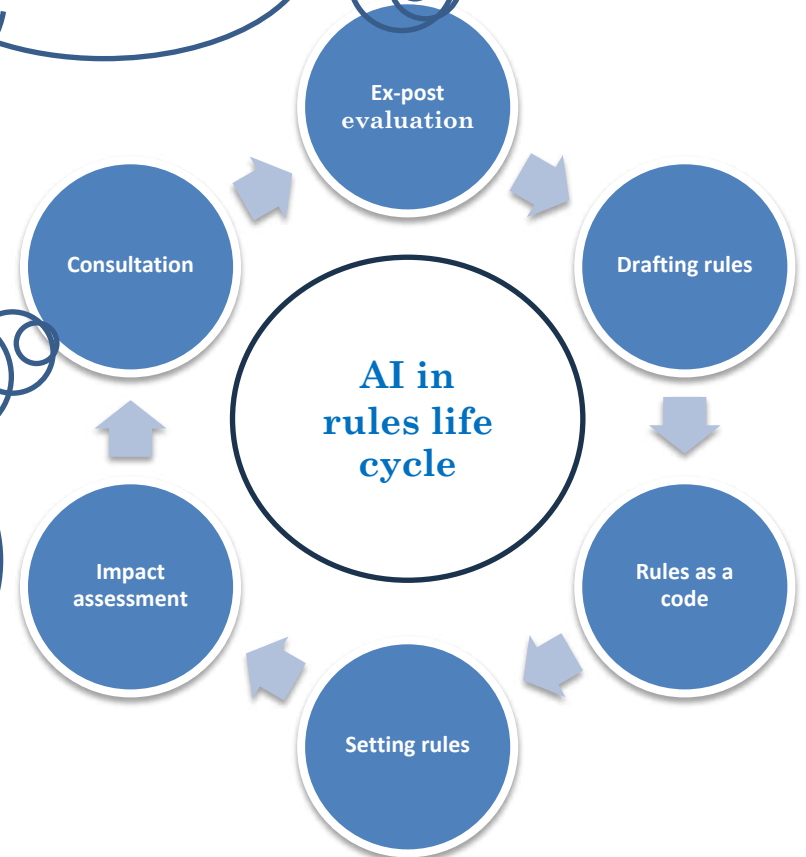 Ex-post
evaluation
Drafting rules
Rules as a
code
Setting rules
Impact
assessment
Consultation
AI in
rules life
cycle